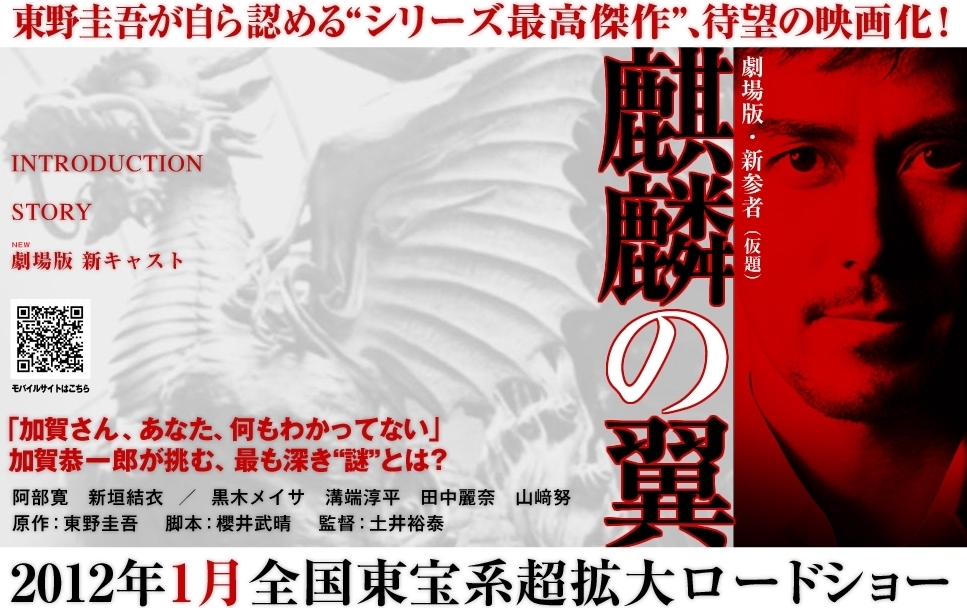 東野圭吾が自ら認める“シリーズ最高傑作”、待望の映画化！
劇場版・新参者（仮題）
麒麟の翼
INTRODUCTION
STORY
NEW
劇場版 新キャスト
モバイルサイトはこちら
「加賀さん、あなた、何もわかってない」
加賀恭一郎が挑む、最も深き“謎”とは？
阿部寛　新垣結衣　／　黒木メイサ　溝端淳平　田中麗奈　山﨑努
原作：東野圭吾　脚本：櫻井武晴　監督：土井裕泰
2012年1月全国東宝系超拡大ロードショー